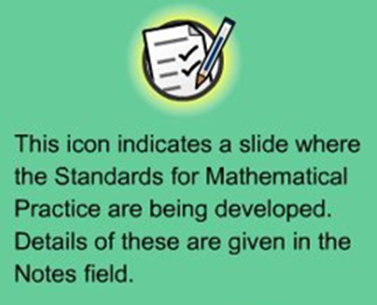 This icon indicates a slide where
the Standards for Mathematical
Practice are being developed.
Details of these are given in the
Notes field.